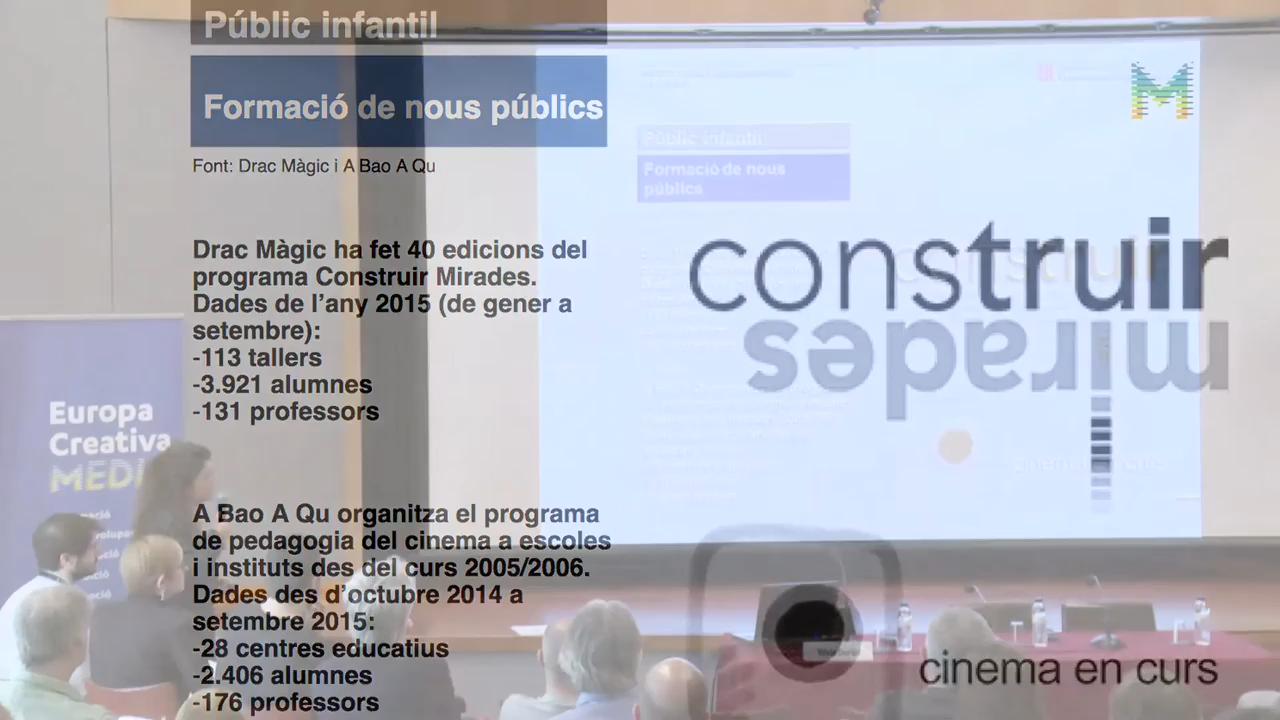 Públic infantil
Formació de nous públics
Font: Drac Màgic i A Bao A Qu
Drac Màgic ha fet 40 edicions del
programa Construir Mirades.
Dades de l'any 2015 (de gener a
setembre):
-113 tallers
-3.921 alumnes
-131 professors
A Bao A Qu organitza el programa
de pedagogia del cinema a escoles
i instituts des del curs 2005/2006.
Dades des d'octubre 2014 a
setembre 2015:
-28 centres educatius
-2.406 alumnes
-176 professors
construir
mirades
cinema en curs
M
Públic infantil
Formació de nous
públics
Europa
Creativa
MEDI